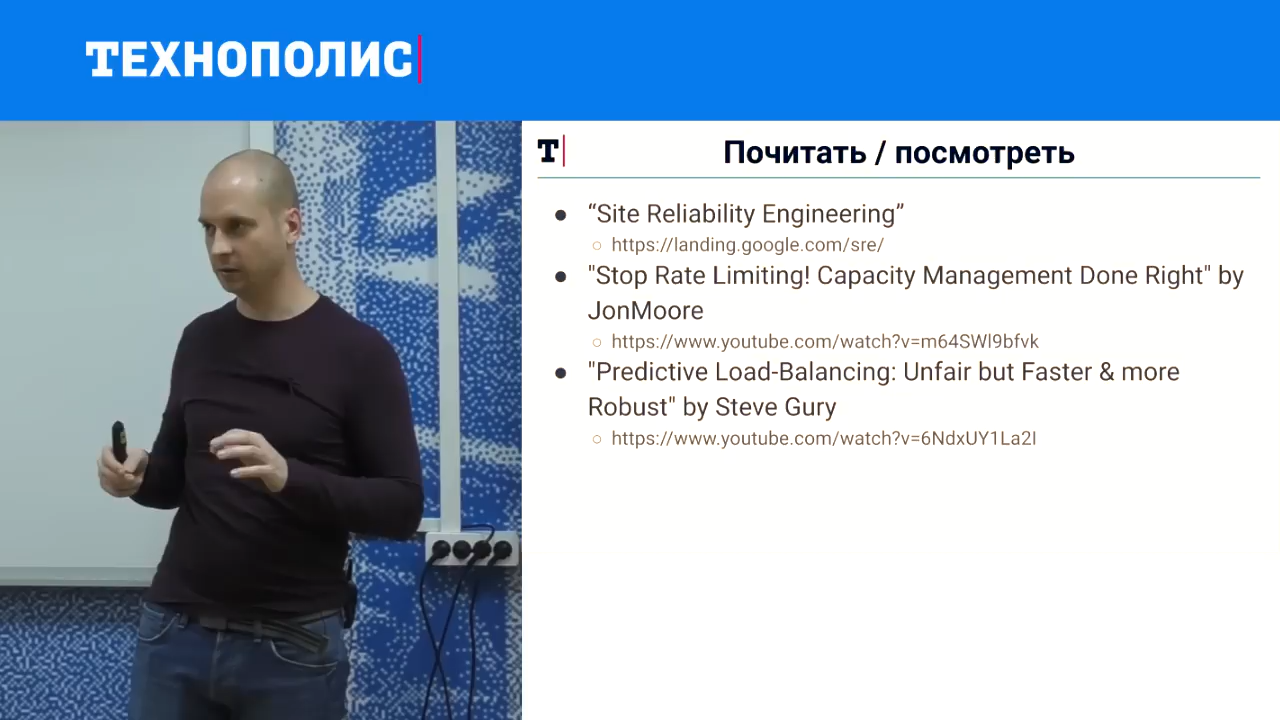 ТЕХНОПОЛИС
T
Почитать / посмотреть
“Site Reliability Engineering”
https://landing.google.com/sre/
"Stop Rate Limiting! Capacity Management Done Right" by
JonMoore
https://www.youtube.com/watch?v=m64SWl9bfvk
"Predictive Load-Balancing: Unfair but Faster & more
Robust" by Steve Gury
https://www.youtube.com/watch?v=6NdxUY1La2I